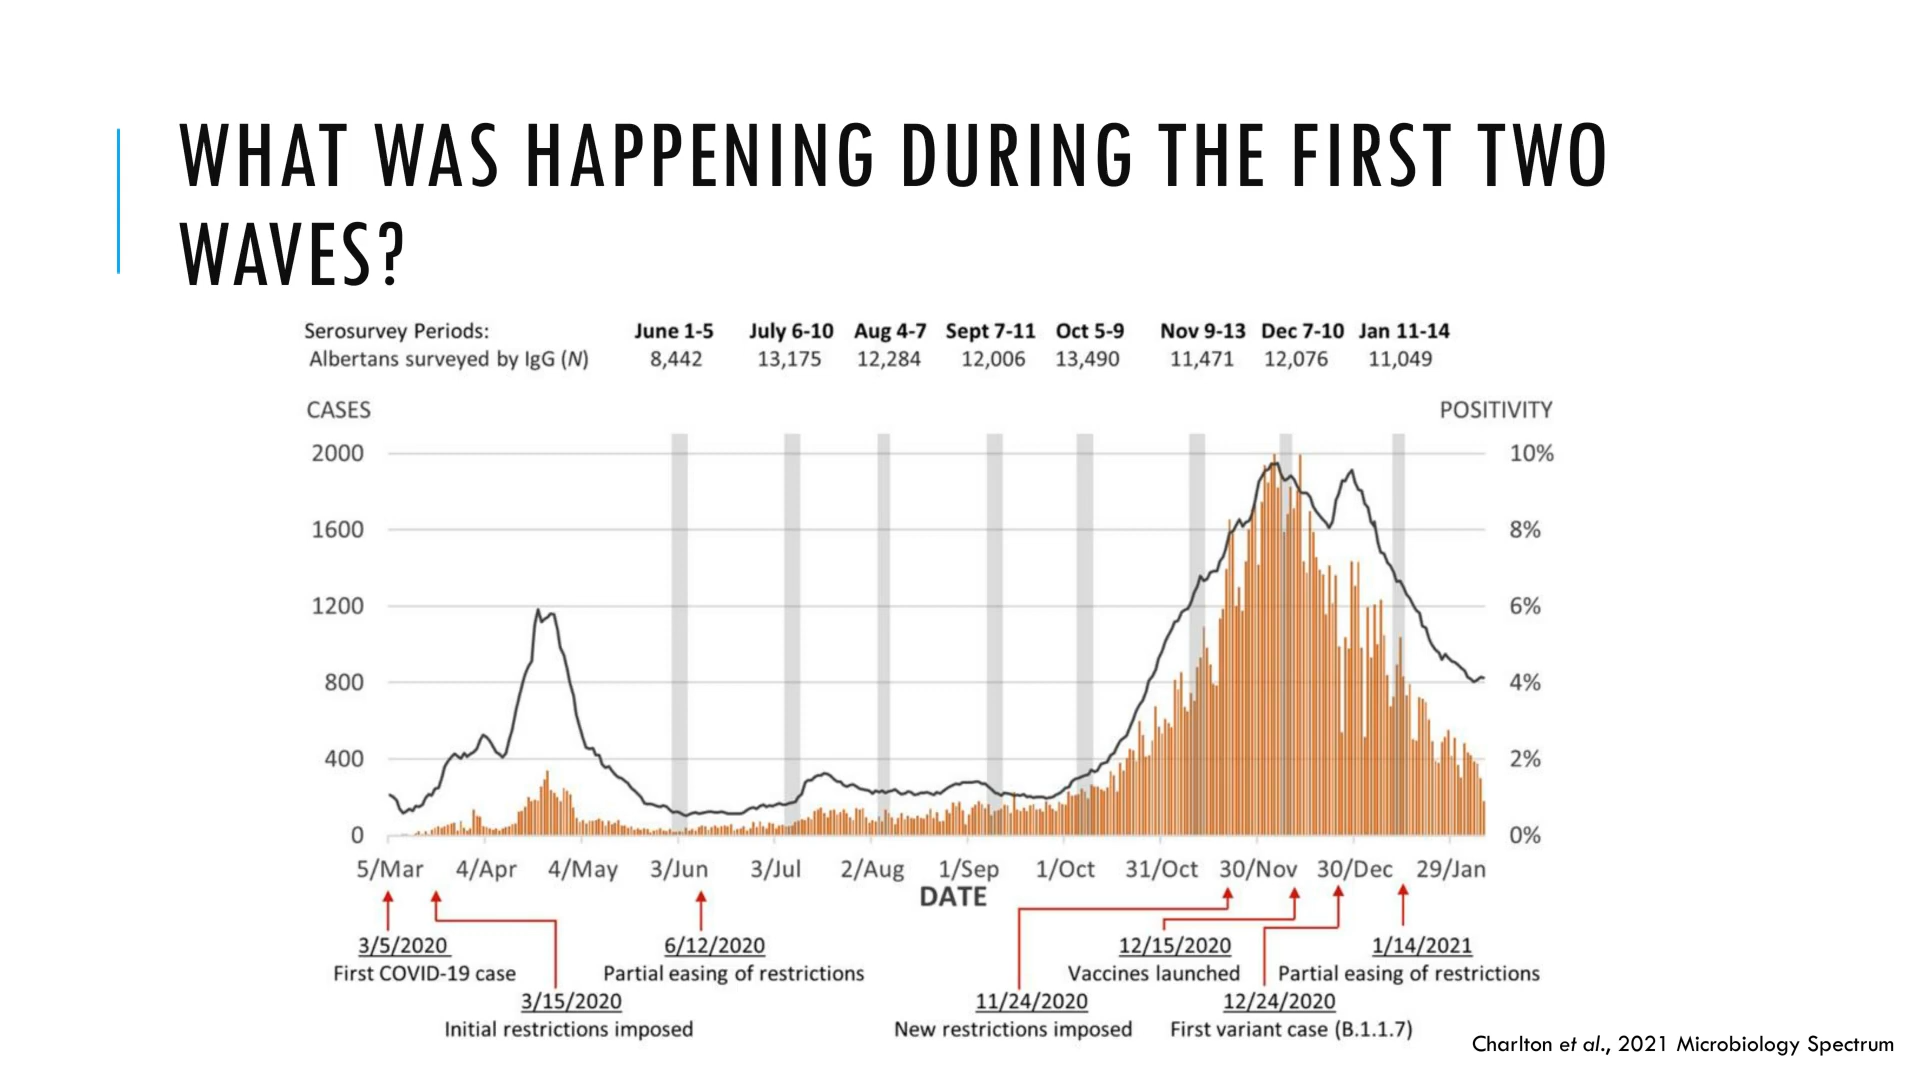 WHAT WAS HAPPENING DURING THE FIRST TWO
WAVES?
Serosurvey Periods: June 1-5 July 6-10 Aug 4-7 Sept 7-11 Oct 5-9 Nov 9-13 Dec 7-10 Jan 11-14
Albertans surveyed by IgG (N) 8,442 13,175 12,284 12,006 13,490 11,471 12,076 11,049
CASES POSITIVITY
2000 10%
1600 8%
1200 6%
800 4%
400 2%
0 0%
5/Mar 4/Apr 4/May 3/Jun 3/Jul 2/Aug 1/Sep 1/Oct 31/Oct 30/Nov 30/Dec 29/Jan
DATE
3/5/2020 6/12/2020 12/15/2020 1/14/2021
First COVID-19 case Partial easing of restrictions Vaccines launched Partial easing of restrictions
3/15/2020 11/24/2020 12/24/2020
Initial restrictions imposed New restrictions imposed First variant case (B.1.1.7)
Charlton et al., 2021 Microbiology Spectrum